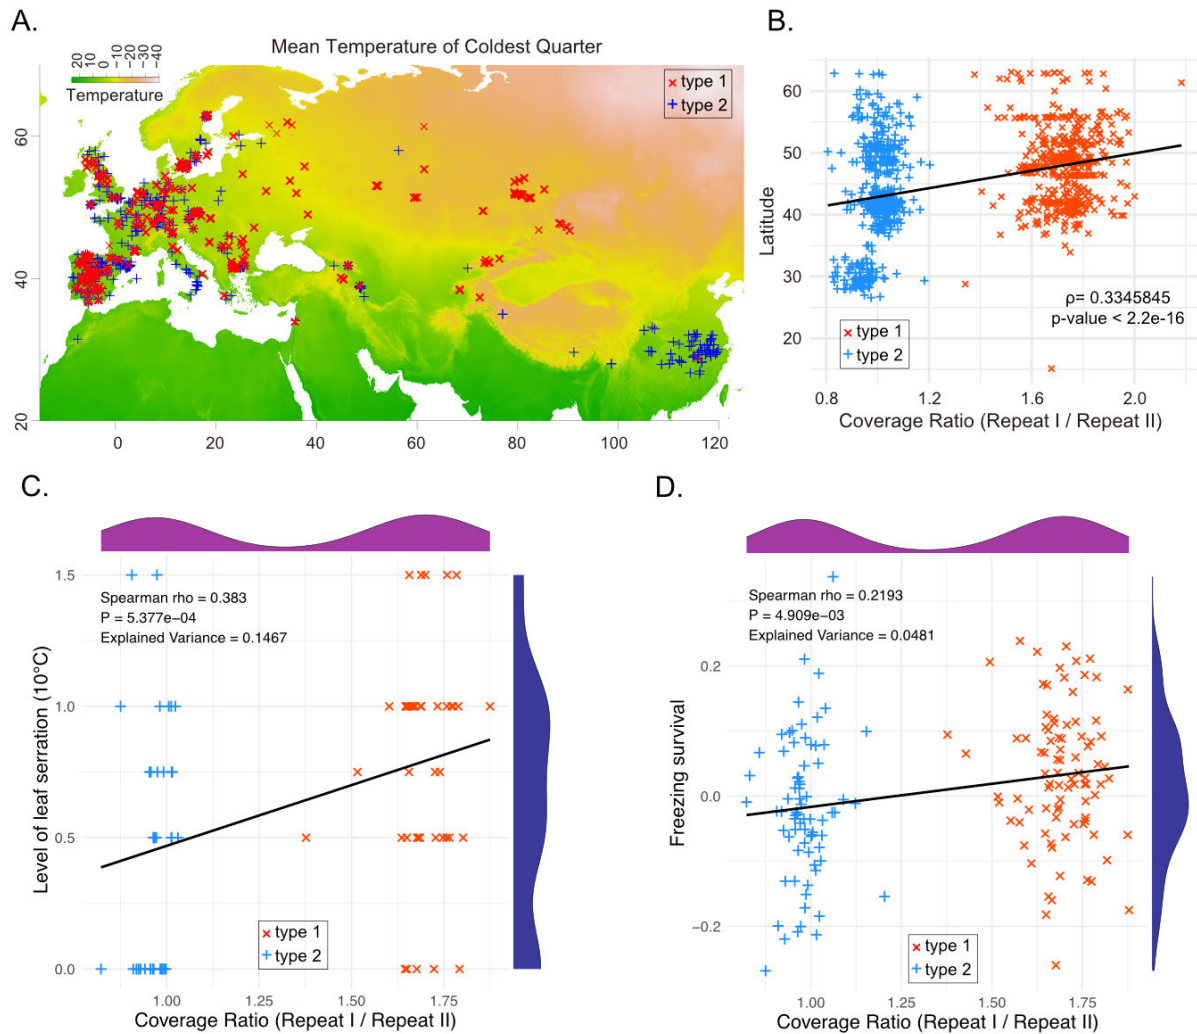 A.
Mean Temperature of Coldest Quarter
20 10 0 −10 −20 −30 −40
Temperature
type 1
type 2
60
40
20
0 20 40 60 80 100 120
B.
60
50
40
30
20
Latitude
ρ= 0.3345845
p-value < 2.2e-16
type 1
type 2
0.8 1.2 1.6 2.0
Coverage Ratio (Repeat I / Repeat II)
C.
1.5
1.0
0.5
0.0
Level of leaf serration (10°C)
Spearman rho = 0.383
P = 5.377e−04
Explained Variance = 0.1467
type 1
type 2
1.00 1.25 1.50 1.75
Coverage Ratio (Repeat I / Repeat II)
D.
0.2
0.0
−0.2
Freezing survival
Spearman rho = 0.2193
P = 4.909e−03
Explained Variance = 0.0481
type 1
type 2
1.00 1.25 1.50 1.75
Coverage Ratio (Repeat I / Repeat II)